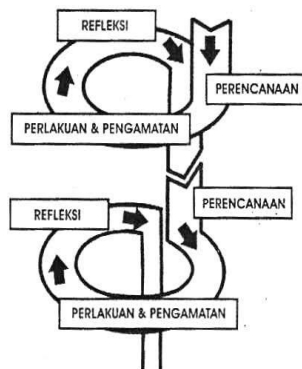 REFLEKSI
PERENCANAAN
PERLAKUAN & PENGAMATAN
PERENCANAAN
REFLEKSI
PERLAKUAN & PENGAMATAN